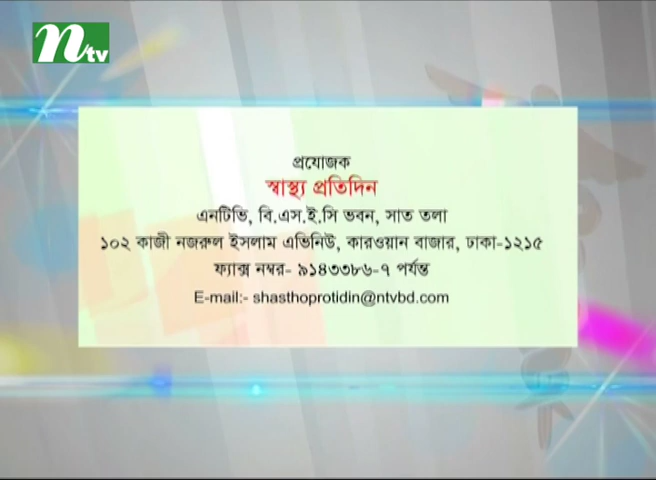 ntv
প্রযোজক
স্বাস্থ্য প্রতিদিন
এনটিভি, বি.এস.ই.সি ভবন, সাত তলা
১০২ কাজী নজরুল ইসলাম এভিনিউ, কারওয়ান বাজার, ঢাকা-১২১৫
ফ্যাক্স নম্বর- ৯১৪৩৩৮৬-৭ পর্যন্ত
E-mail:- shasthoprotidin@ntvbd.com